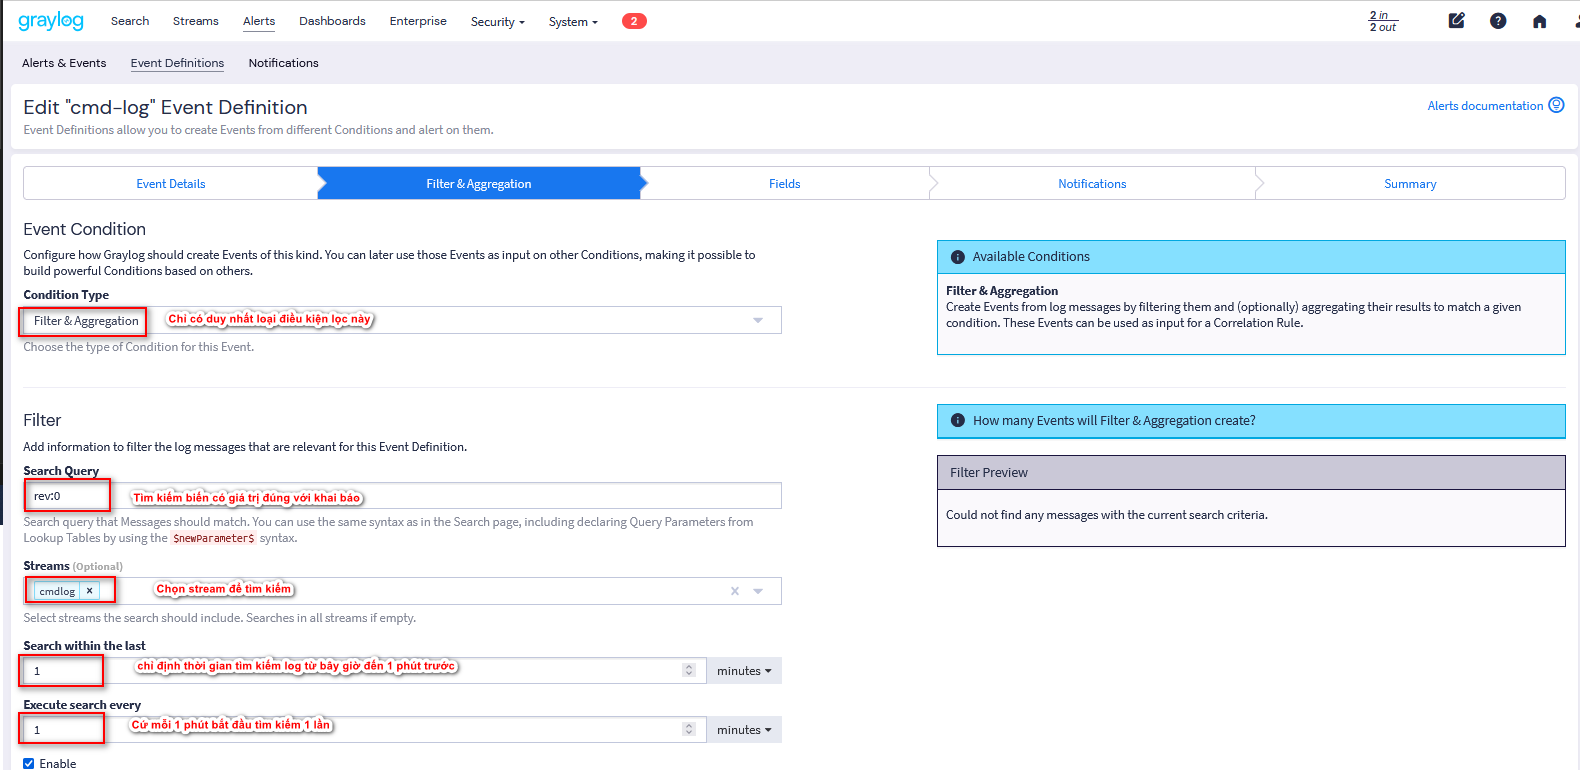 graylog Search Streams Alerts Dashboards Enterprise Security System 2 2 in
2 out
Alerts & Events Event Definitions Notifications
Edit "cmd-log" Event Definition
Alerts documentation
Event Definitions allow you to create Events from different Conditions and alert on them.
Event Details Filter & Aggregation Fields Notifications Summary
Event Condition
Configure how Graylog should create Events of this kind. You can later use those Events as input on other Conditions, making it possible to
build powerful Conditions based on others.
Condition Type
Filter & Aggregation Chỉ có duy nhất loại điều kiện lọc này
Choose the type of Condition for this Event.
Available Conditions
Filter & Aggregation
Create Events from log messages by filtering them and (optionally) aggregating their results to match a given
condition. These Events can be used as input for a Correlation Rule.
Filter
Add information to filter the log messages that are relevant for this Event Definition.
Search Query
rev:0 Tìm kiếm biến có giá trị đúng với khai báo
Search query that Messages should match. You can use the same syntax as in the Search page, including declaring Query Parameters from
Lookup Tables by using the $newParameter$ syntax.
How many Events will Filter & Aggregation create?
Filter Preview
Could not find any messages with the current search criteria.
Streams (Optional)
cmdlog × Chọn stream để tìm kiếm
Select streams the search should include. Searches in all streams if empty.
Search within the last
1 chỉ định thời gian tìm kiếm log từ bây giờ đến 1 phút trước minutes
Execute search every
1 Cứ mỗi 1 phút bắt đầu tìm kiếm 1 lần minutes
Enable